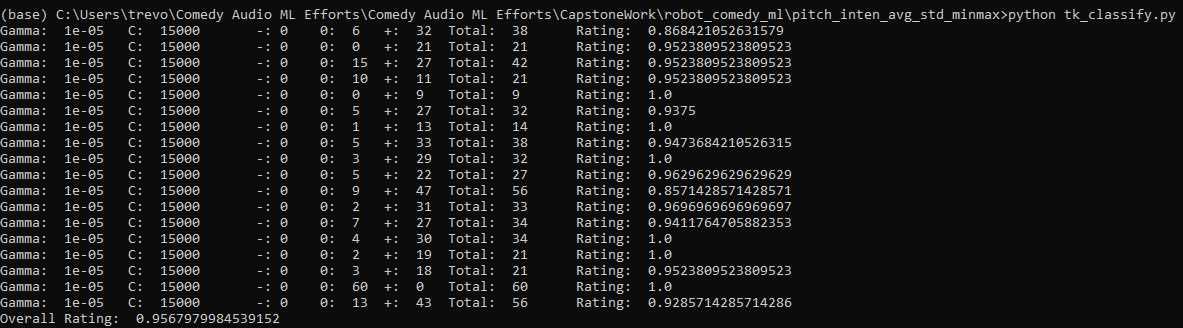 (base) C:\Users\trevo\Comedy Audio ML Efforts\Comedy Audio ML Efforts\CapstoneWork\robot_comedy_ml\pitch_inten_avg_std_minmax>python tk_classify.py
Gamma:  1e-05   C:  15000       -: 0    0:  6   +:  32  Total:  38      Rating:  0.868421052631579
Gamma:  1e-05   C:  15000       -: 0    0:  0   +:  21  Total:  21      Rating:  0.9523809523809523
Gamma:  1e-05   C:  15000       -: 0    0:  15  +:  27  Total:  42      Rating:  0.9523809523809523
Gamma:  1e-05   C:  15000       -: 0    0:  10  +:  11  Total:  21      Rating:  0.9523809523809523
Gamma:  1e-05   C:  15000       -: 0    0:  0   +:  9   Total:  9       Rating:  1.0
Gamma:  1e-05   C:  15000       -: 0    0:  5   +:  27  Total:  32      Rating:  0.9375
Gamma:  1e-05   C:  15000       -: 0    0:  1   +:  13  Total:  14      Rating:  1.0
Gamma:  1e-05   C:  15000       -: 0    0:  5   +:  33  Total:  38      Rating:  0.9473684210526315
Gamma:  1e-05   C:  15000       -: 0    0:  3   +:  29  Total:  32      Rating:  1.0
Gamma:  1e-05   C:  15000       -: 0    0:  5   +:  22  Total:  27      Rating:  0.9629629629629629
Gamma:  1e-05   C:  15000       -: 0    0:  9   +:  47  Total:  56      Rating:  0.8571428571428571
Gamma:  1e-05   C:  15000       -: 0    0:  2   +:  31  Total:  33      Rating:  0.9696969696969697
Gamma:  1e-05   C:  15000       -: 0    0:  7   +:  27  Total:  34      Rating:  0.9411764705882353
Gamma:  1e-05   C:  15000       -: 0    0:  4   +:  30  Total:  34      Rating:  1.0
Gamma:  1e-05   C:  15000       -: 0    0:  2   +:  19  Total:  21      Rating:  1.0
Gamma:  1e-05   C:  15000       -: 0    0:  3   +:  18  Total:  21      Rating:  0.9523809523809523
Gamma:  1e-05   C:  15000       -: 0    0:  60  +:  0   Total:  60      Rating:  1.0
Gamma:  1e-05   C:  15000       -: 0    0:  13  +:  43  Total:  56      Rating:  0.9285714285714286
Overall Rating:  0.9567979984539152